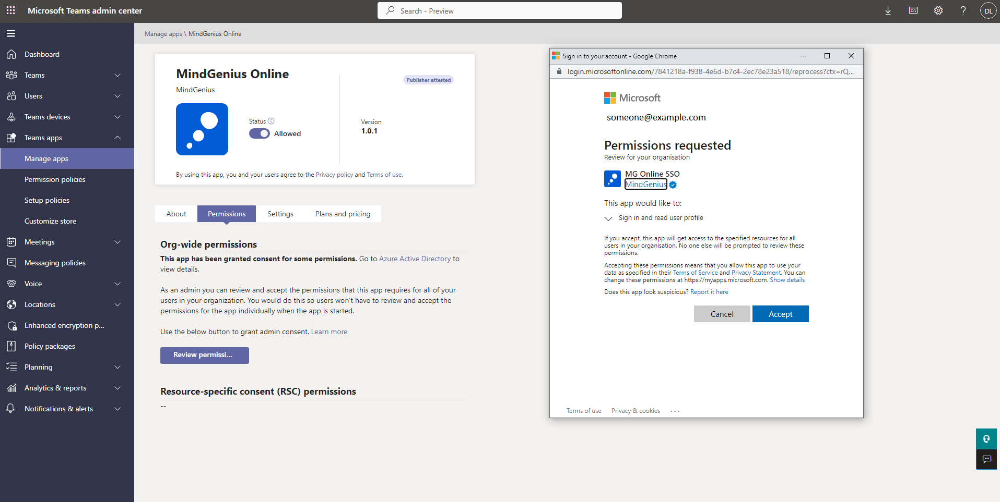 Microsoft Teams admin center
Search - Preview
DL
Manage apps \ MindGenius Online
Dashboard
Teams
Users
Teams devices
Teams apps
Manage apps
Permission policies
Setup policies
Customize store
Meetings
Messaging policies
Voice
Locations
Enhanced encryption p...
Policy packages
Planning
Analytics & reports
Notifications & alerts
MindGenius Online
MindGenius
Publisher attested
Status
Allowed
Version
1.0.1
By using this app, you and your users agree to the Privacy policy and Terms of use.
About
Permissions
Settings
Plans and pricing
Org-wide permissions
This app has been granted consent for some permissions. Go to Azure Active Directory to
view details.
As an admin you can review and accept the permissions that this app requires for all of your
users in your organization. You would do this so users won't have to review and accept the
permissions for the app individually when the app is started.
Use the below button to grant admin consent. Learn more
Review permissi...
Resource-specific consent (RSC) permissions
--
Sign in to your account - Google Chrome
login.microsoftonline.com/7841218a-f938-4e6d-b7c4-2ec78e23a518/reprocess?ctx=rQ...
Microsoft
someone@example.com
Permissions requested
Review for your organisation
MG Online SSO
MindGenius
This app would like to:
Sign in and read user profile
If you accept, this app will get access to the specified resources for all
users in your organisation. No one else will be prompted to review these
permissions.
Accepting these permissions means that you allow this app to use your
data as specified in their Terms of Service and Privacy Statement. You can
change these permissions at https://myapps.microsoft.com. Show details
Does this app look suspicious? Report it here
Cancel
Accept
Terms of use
Privacy & cookies
...